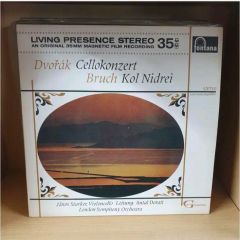 LIVING PRESENCE STEREO 35
AN ORIGINAL 35MM MAGNETIC FILM RECORDING
fontana
Dvořák Cellokonzert
Bruch Kol Nidrei
János Starker, Violoncello Leitung: Antal Dorati
London Symphony Orchestra
G